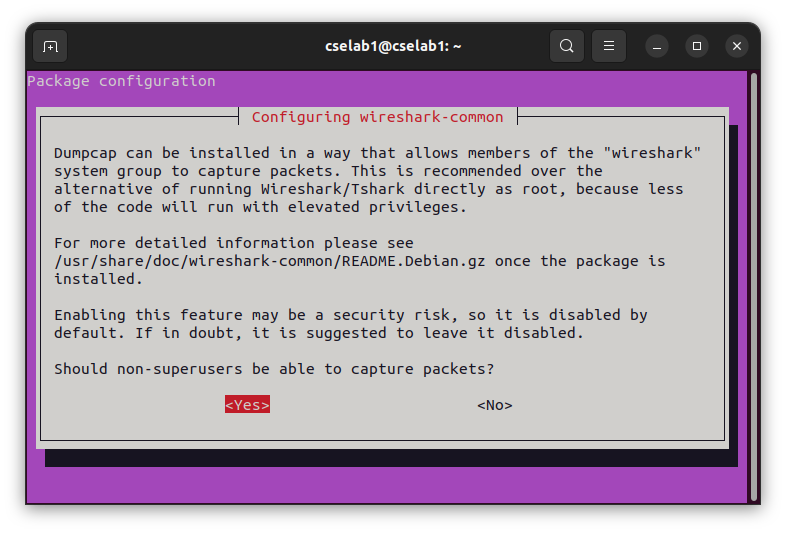 cselab1@cselab1: ~
Package configuration
Configuring wireshark-common
Dumpcap can be installed in a way that allows members of the "wireshark"
system group to capture packets. This is recommended over the
alternative of running Wireshark/Tshark directly as root, because less
of the code will run with elevated privileges.
For more detailed information please see
/usr/share/doc/wireshark-common/README.Debian.gz once the package is
installed.
Enabling this feature may be a security risk, so it is disabled by
default. If in doubt, it is suggested to leave it disabled.
Should non-superusers be able to capture packets?
<Yes> <No>